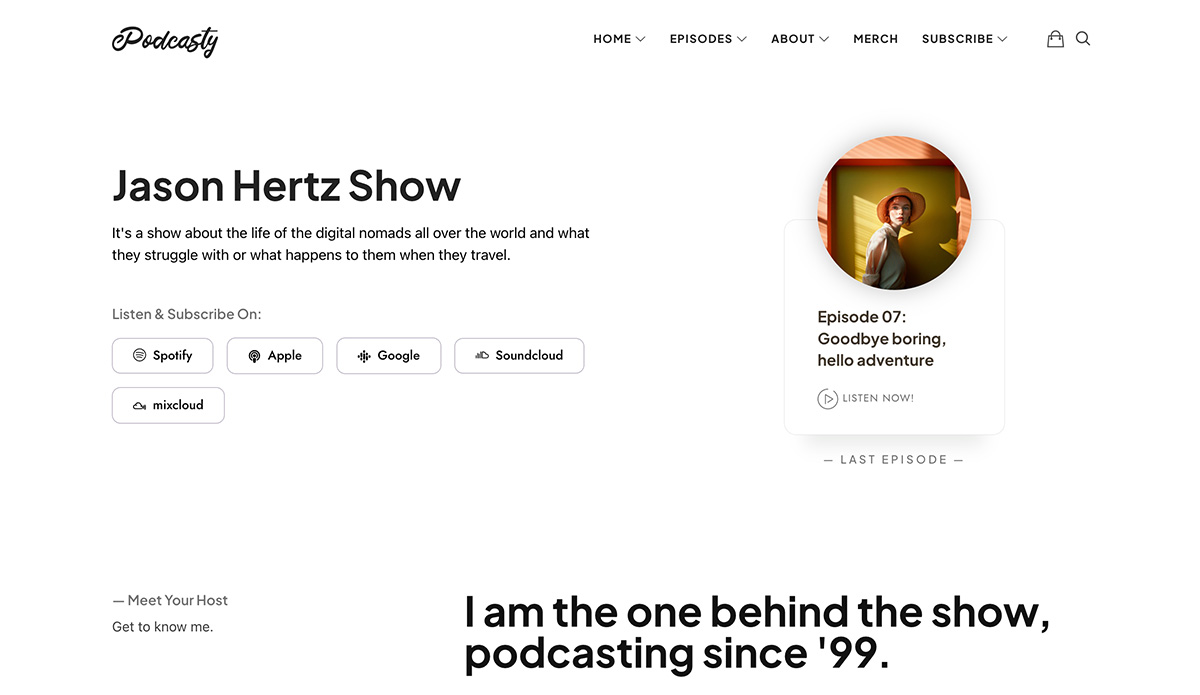 Podcasty
HOME EPISODES ABOUT MERCH SUBSCRIBE
Jason Hertz Show
It's a show about the life of the digital nomads all over the world and what
they struggle with or what happens to them when they travel.
Listen & Subscribe On:
Spotify Apple Google Soundcloud
mixcloud
Episode 07:
Goodbye boring,
hello adventure
LISTEN NOW!
— LAST EPISODE —
— Meet Your Host
Get to know me.
I am the one behind the show,
podcasting since '99.